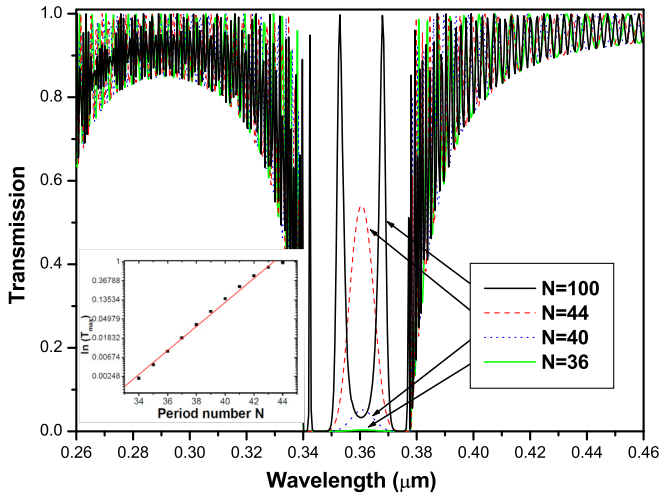 1.0
0.8
0.6
0.4
0.2
0.0
Transmission
0.26 0.28 0.30 0.32 0.34 0.36 0.38 0.40 0.42 0.44 0.46
Wavelength (μm)
N=100
N=44
N=40
N=36
1
0.36788
0.13534
0.04979
0.01832
0.00674
0.00248
ln (T_max)
34 36 38 40 42 44
Period number N